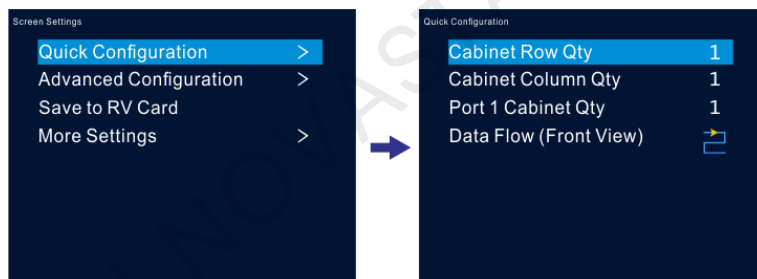 Screen Settings
Quick Configuration >
Advanced Configuration >
Save to RV Card
More Settings >
Quick Configuration
Cabinet Row Qty 1
Cabinet Column Qty 1
Port 1 Cabinet Qty 1
Data Flow (Front View)
NOVASTA